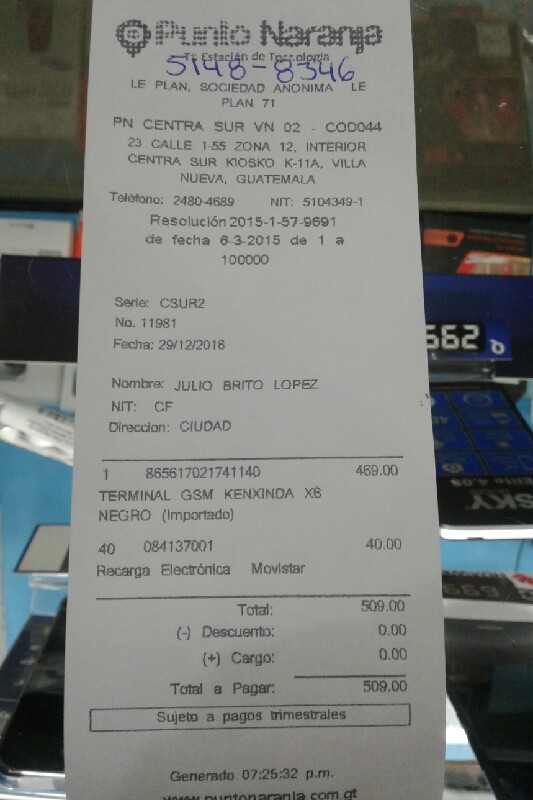 Punto Naranja
Tu Estación de Tecnología
5148-8346
LE PLAN, SOCIEDAD ANONIMA LE
PLAN 71
PN CENTRA SUR VN 02 - COD044
23 CALLE 1-55 ZONA 12, INTERIOR
CENTRA SUR KIOSKO K-11A, VILLA
NUEVA, GUATEMALA
Teléfono: 2480-4689 NIT: 5104349-1
Resolución 2015-1-57-9691
de fecha 6-3-2015 de 1 a
100000
Serie: CSUR2
No. 11981
Fecha: 29/12/2016
Nombre: JULIO BRITO LOPEZ
NIT: CF
Direccion: CIUDAD
1 865617021741140 469.00
TERMINAL GSM KENXINDA X6
NEGRO (Importado)
40 084137001 40.00
Recarga Electrónica Movistar
Total: 509.00
(-) Descuento: 0.00
(+) Cargo: 0.00
Total a Pagar: 509.00
Sujeto a pagos trimestrales
Generado 07:25:32 p.m.
www.puntonaranja.com.gt
662
SKY